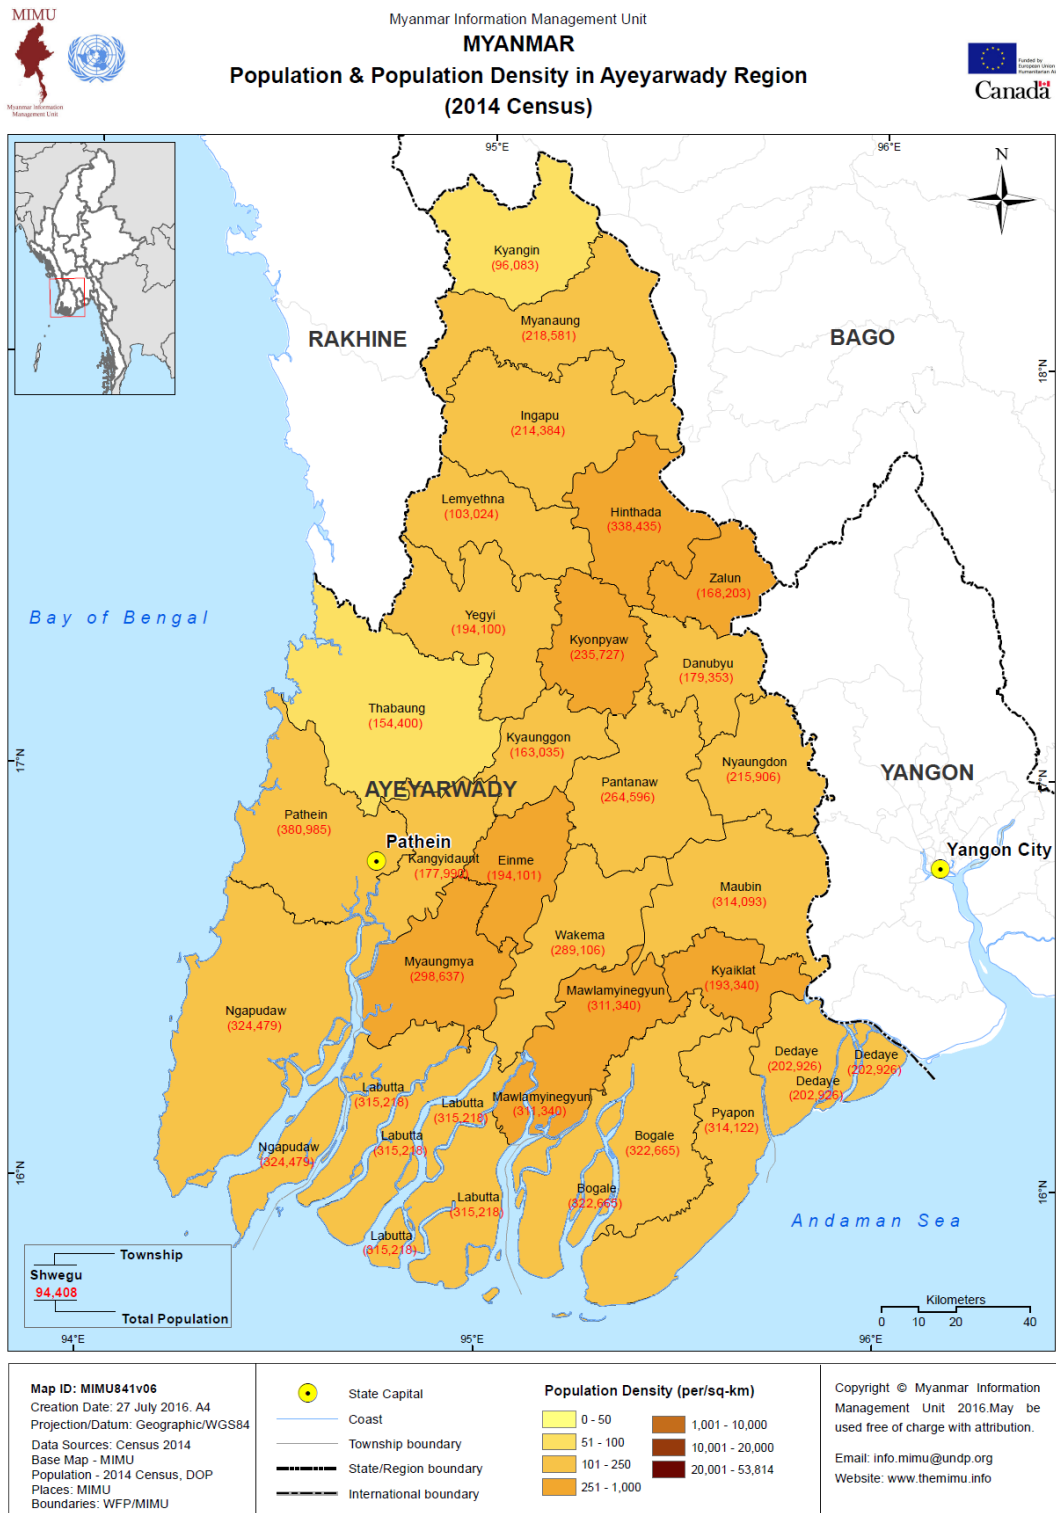 MIMU
Myanmar Information
Management Unit
Myanmar Information Management Unit
MYANMAR
Population & Population Density in Ayeyarwady Region
(2014 Census)
Funded by
European Union
Humanitarian Aid
Canada
95°E
96°E
N
Kyangin
(96,083)
Myanaung
(218,581)
RAKHINE
BAGO
18°N
Ingapu
(214,384)
Lemyethna
(103,024)
Hinthada
(338,435)
Zalun
(168,203)
Bay of Bengal
Yegyi
(194,100)
Kyonpyaw
(235,727)
Danubyu
(179,353)
Thabaung
(154,400)
Kyaunggon
(163,035)
17°N
Nyaungdon
(215,906)
Pantanaw
(264,596)
YANGON
17°N
AYEYARWADY
Pathein
(380,985)
Pathein
Yangon City
Kangyidaunt
(177,990)
Einme
(194,101)
Maubin
(314,093)
Wakema
(289,106)
Myaungmya
(298,637)
Kyaiklat
(193,340)
Mawlamyinegyun
(311,340)
Ngapudaw
(324,479)
Dedaye
(202,926)
Dedaye
(202,926)
Dedaye
(202,926)
Labutta
(315,218)
Labutta
(315,218)
Mawlamyinegyun
(311,340)
Pyapon
(314,122)
Labutta
(315,218)
Bogale
(322,665)
Ngapudaw
(324,479)
16°N
Bogale
(322,665)
16°N
Labutta
(315,218)
Andaman Sea
Labutta
(315,218)
Township
Shwegu
94,408
Total Population
Kilometers
0 10 20 40
94°E
95°E
96°E
Map ID: MIMU841v06
Creation Date: 27 July 2016. A4
Projection/Datum: Geographic/WGS84
Data Sources: Census 2014
Base Map - MIMU
Population - 2014 Census, DOP
Places: MIMU
Boundaries: WFP/MIMU
State Capital
Coast
Township boundary
State/Region boundary
International boundary
Population Density (per/sq-km)
0 - 50
51 - 100
101 - 250
251 - 1,000
1,001 - 10,000
10,001 - 20,000
20,001 - 53,814
Copyright © Myanmar Information
Management Unit 2016.May be
used free of charge with attribution.
Email: info.mimu@undp.org
Website: www.themimu.info